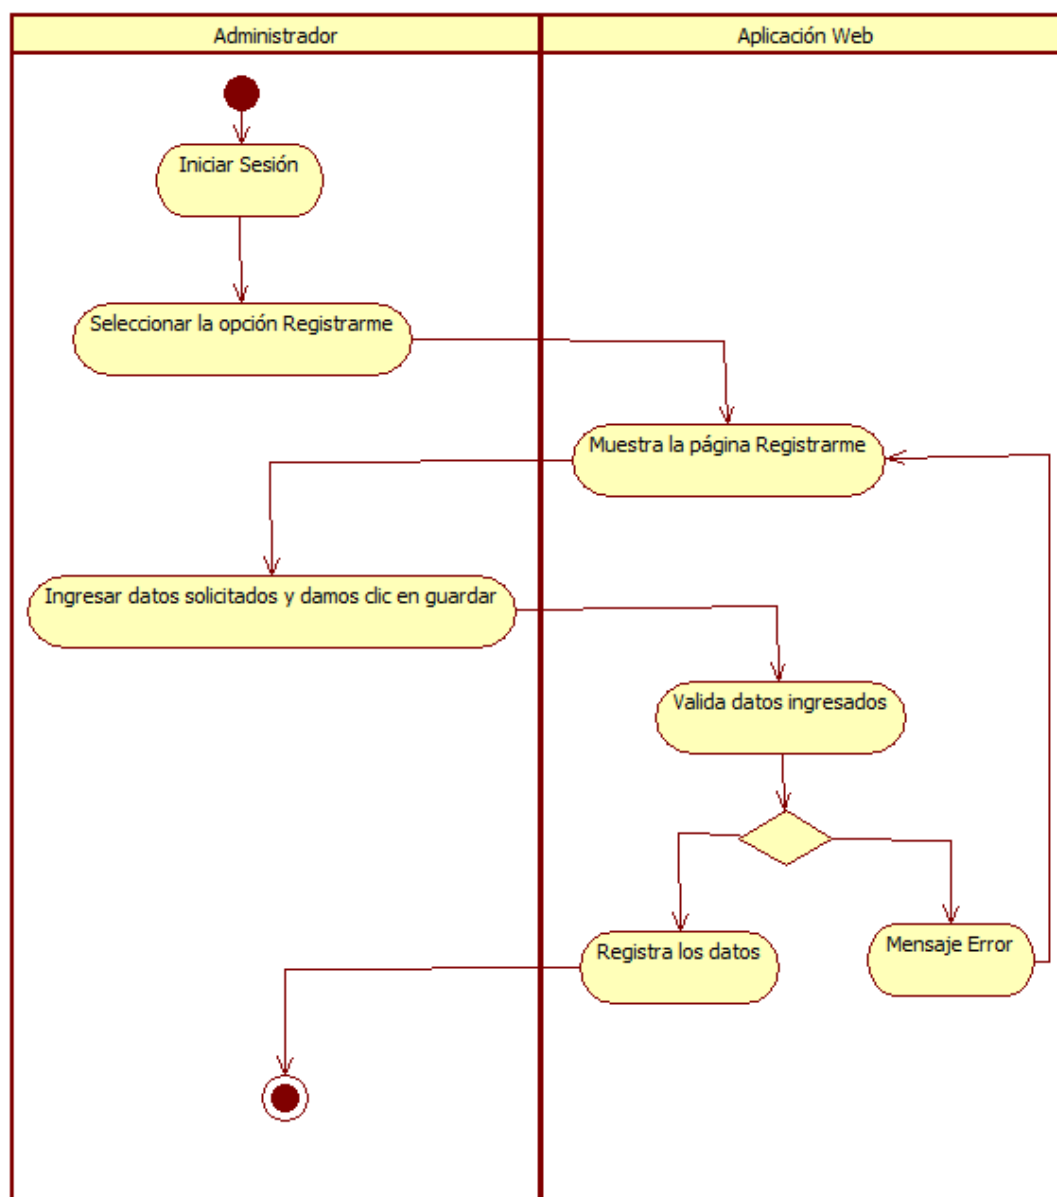 Administrador
Aplicación Web
Iniciar Sesión
Seleccionar la opción Registrarme
Muestra la página Registrarme
Ingresar datos solicitados y damos clic en guardar
Valida datos ingresados
Registra los datos
Mensaje Error